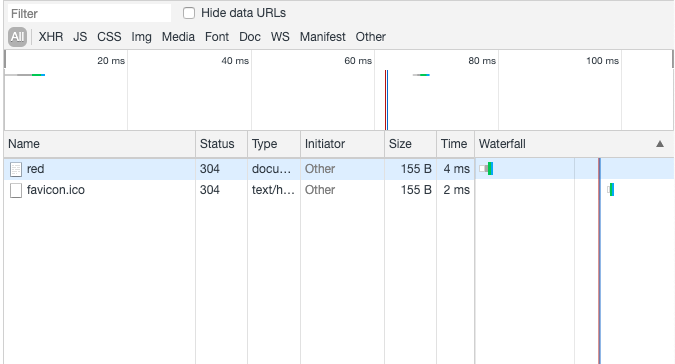 Filter Hide data URLs
All XHR JS CSS Img Media Font Doc WS Manifest Other
20 ms 40 ms 60 ms 80 ms 100 ms
Name Status Type Initiator Size Time Waterfall
red 304 docu... Other 155 B 4 ms
favicon.ico 304 text/h... Other 155 B 2 ms